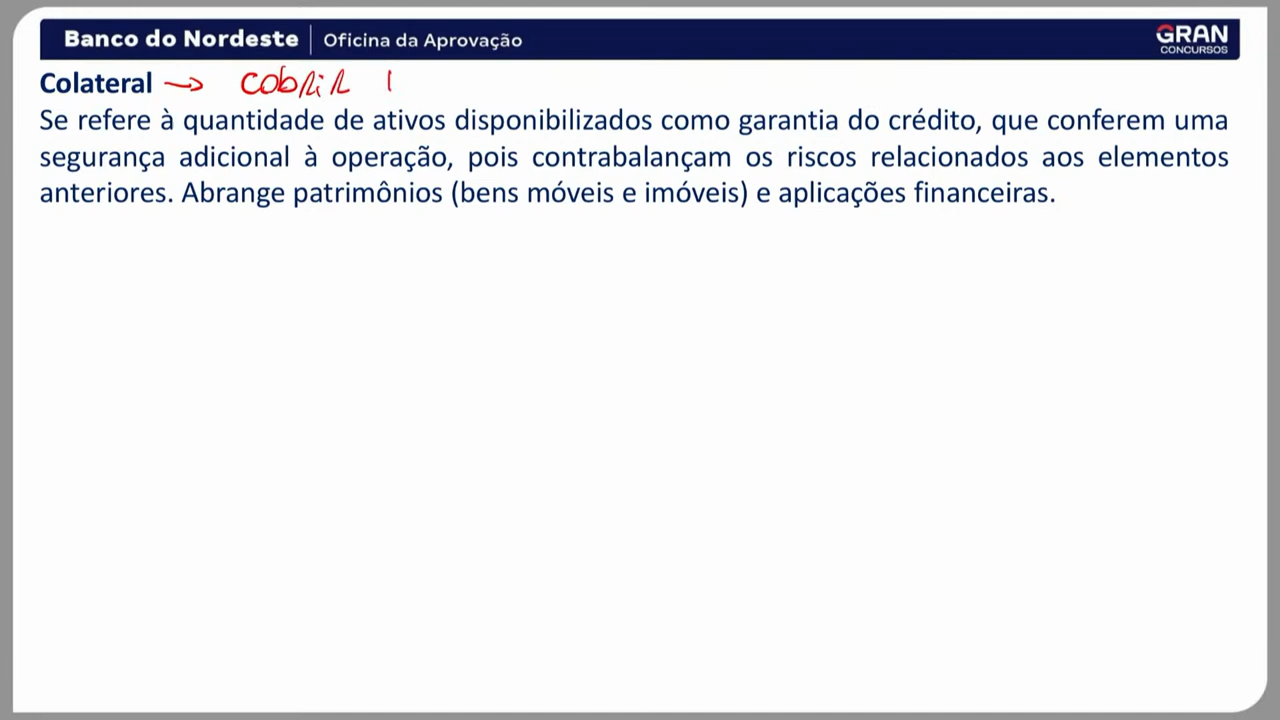 Banco do Nordeste | Oficina da Aprovação
GRAN
CONCURSOS
Colateral → cobrir
Se refere à quantidade de ativos disponibilizados como garantia do crédito, que conferem uma
segurança adicional à operação, pois contrabalançam os riscos relacionados aos elementos
anteriores. Abrange patrimônios (bens móveis e imóveis) e aplicações financeiras.